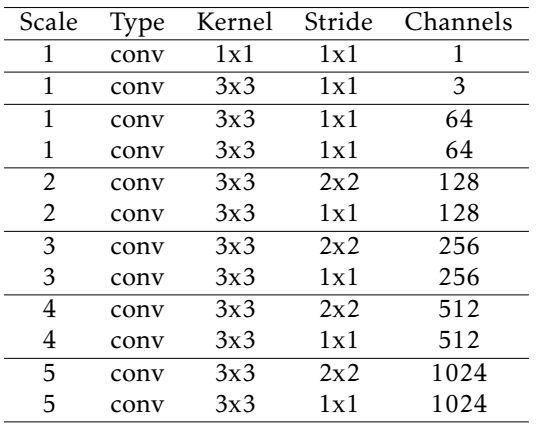 Scale Type Kernel Stride Channels
1 conv 1x1 1x1 1
1 conv 3x3 1x1 3
1 conv 3x3 1x1 64
1 conv 3x3 1x1 64
2 conv 3x3 2x2 128
2 conv 3x3 1x1 128
3 conv 3x3 2x2 256
3 conv 3x3 1x1 256
4 conv 3x3 2x2 512
4 conv 3x3 1x1 512
5 conv 3x3 2x2 1024
5 conv 3x3 1x1 1024